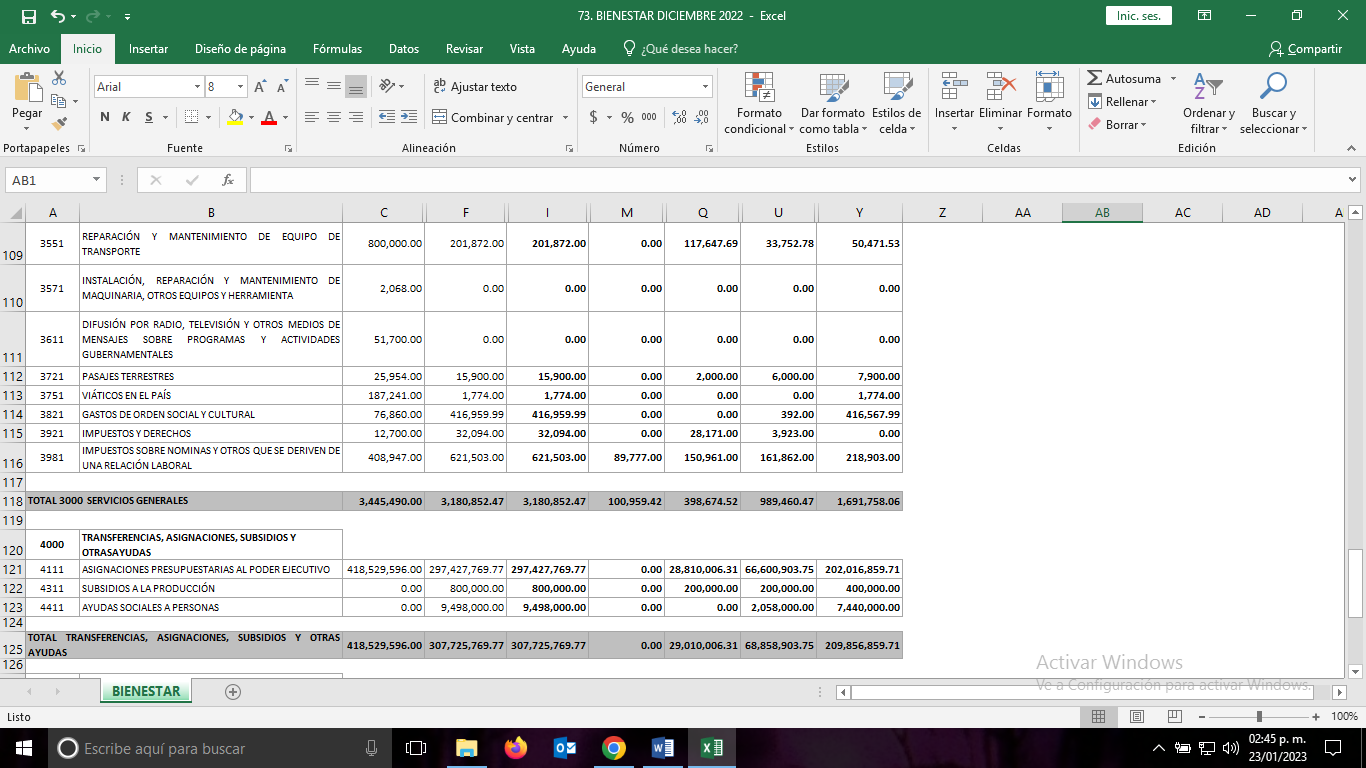 73. BIENESTAR DICIEMBRE 2022 - Excel
Inic. ses.
Archivo Inicio Insertar Diseño de página Fórmulas Datos Revisar Vista Ayuda ¿Qué desea hacer? Compartir
Pegar
Arial 8
N K S
Ajustar texto
Combinar y centrar
General
$ % 000
Formato condicional
Dar formato como tabla
Estilos de celda
Insertar Eliminar Formato
Autosuma
Rellenar
Borrar
Ordenar y filtrar
Buscar y seleccionar
Portapapeles Fuente Alineación Número Estilos Celdas Edición
AB1 fx
A B C F I M Q U Y Z AA AB AC AD A
109 3551 REPARACIÓN Y MANTENIMIENTO DE EQUIPO DE TRANSPORTE 800,000.00 201,872.00 201,872.00 0.00 117,647.69 33,752.78 50,471.53
110 3571 INSTALACIÓN, REPARACIÓN Y MANTENIMIENTO DE MAQUINARIA, OTROS EQUIPOS Y HERRAMIENTA 2,068.00 0.00 0.00 0.00 0.00 0.00 0.00
111 3611 DIFUSIÓN POR RADIO, TELEVISIÓN Y OTROS MEDIOS DE MENSAJES SOBRE PROGRAMAS Y ACTIVIDADES GUBERNAMENTALES 51,700.00 0.00 0.00 0.00 0.00 0.00 0.00
112 3721 PASAJES TERRESTRES 25,954.00 15,900.00 15,900.00 0.00 2,000.00 6,000.00 7,900.00
113 3751 VIÁTICOS EN EL PAÍS 187,241.00 1,774.00 1,774.00 0.00 0.00 0.00 1,774.00
114 3821 GASTOS DE ORDEN SOCIAL Y CULTURAL 76,860.00 416,959.99 416,959.99 0.00 0.00 392.00 416,567.99
115 3921 IMPUESTOS Y DERECHOS 12,700.00 32,094.00 32,094.00 0.00 28,171.00 3,923.00 0.00
116 3981 IMPUESTOS SOBRE NOMINAS Y OTROS QUE SE DERIVEN DE UNA RELACIÓN LABORAL 408,947.00 621,503.00 621,503.00 89,777.00 150,961.00 161,862.00 218,903.00
117
118 TOTAL 3000 SERVICIOS GENERALES 3,445,490.00 3,180,852.47 3,180,852.47 100,959.42 398,674.52 989,460.47 1,691,758.06
119
120 4000 TRANSFERENCIAS, ASIGNACIONES, SUBSIDIOS Y OTRASAYUDAS
121 4111 ASIGNACIONES PRESUPUESTARIAS AL PODER EJECUTIVO 418,529,596.00 297,427,769.77 297,427,769.77 0.00 28,810,006.31 66,600,903.75 202,016,859.71
122 4311 SUBSIDIOS A LA PRODUCCIÓN 0.00 800,000.00 800,000.00 0.00 200,000.00 200,000.00 400,000.00
123 4411 AYUDAS SOCIALES A PERSONAS 0.00 9,498,000.00 9,498,000.00 0.00 0.00 2,058,000.00 7,440,000.00
124
125 TOTAL TRANSFERENCIAS, ASIGNACIONES, SUBSIDIOS Y OTRAS AYUDAS 418,529,596.00 307,725,769.77 307,725,769.77 0.00 29,010,006.31 68,858,903.75 209,856,859.71
126
Activar Windows
Ve a Configuración para activar Windows.
BIENESTAR
Listo 100%
Escribe aquí para buscar
02:45 p. m.
23/01/2023